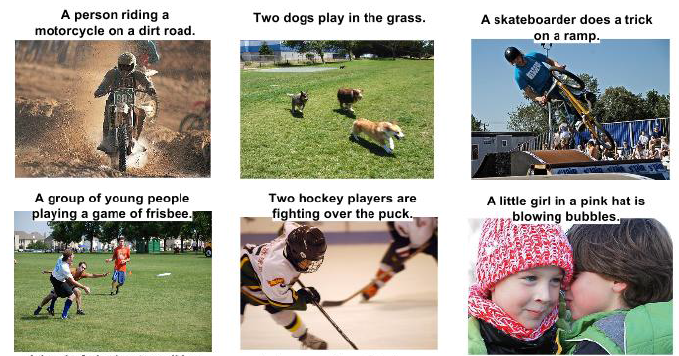 A person riding a
motorcycle on a dirt road.
Two dogs play in the grass.
A skateboarder does a trick
on a ramp.
A group of young people
playing a game of frisbee.
Two hockey players are
fighting over the puck.
A little girl in a pink hat is
blowing bubbles.